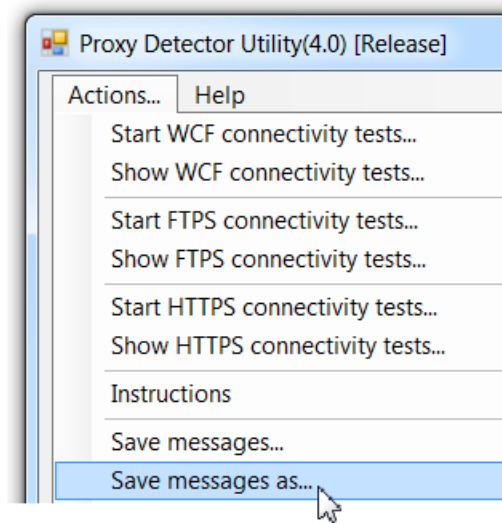 Proxy Detector Utility(4.0) [Release]
Actions... Help
Start WCF connectivity tests...
Show WCF connectivity tests...
Start FTPS connectivity tests...
Show FTPS connectivity tests...
Start HTTPS connectivity tests...
Show HTTPS connectivity tests...
Instructions
Save messages...
Save messages as...